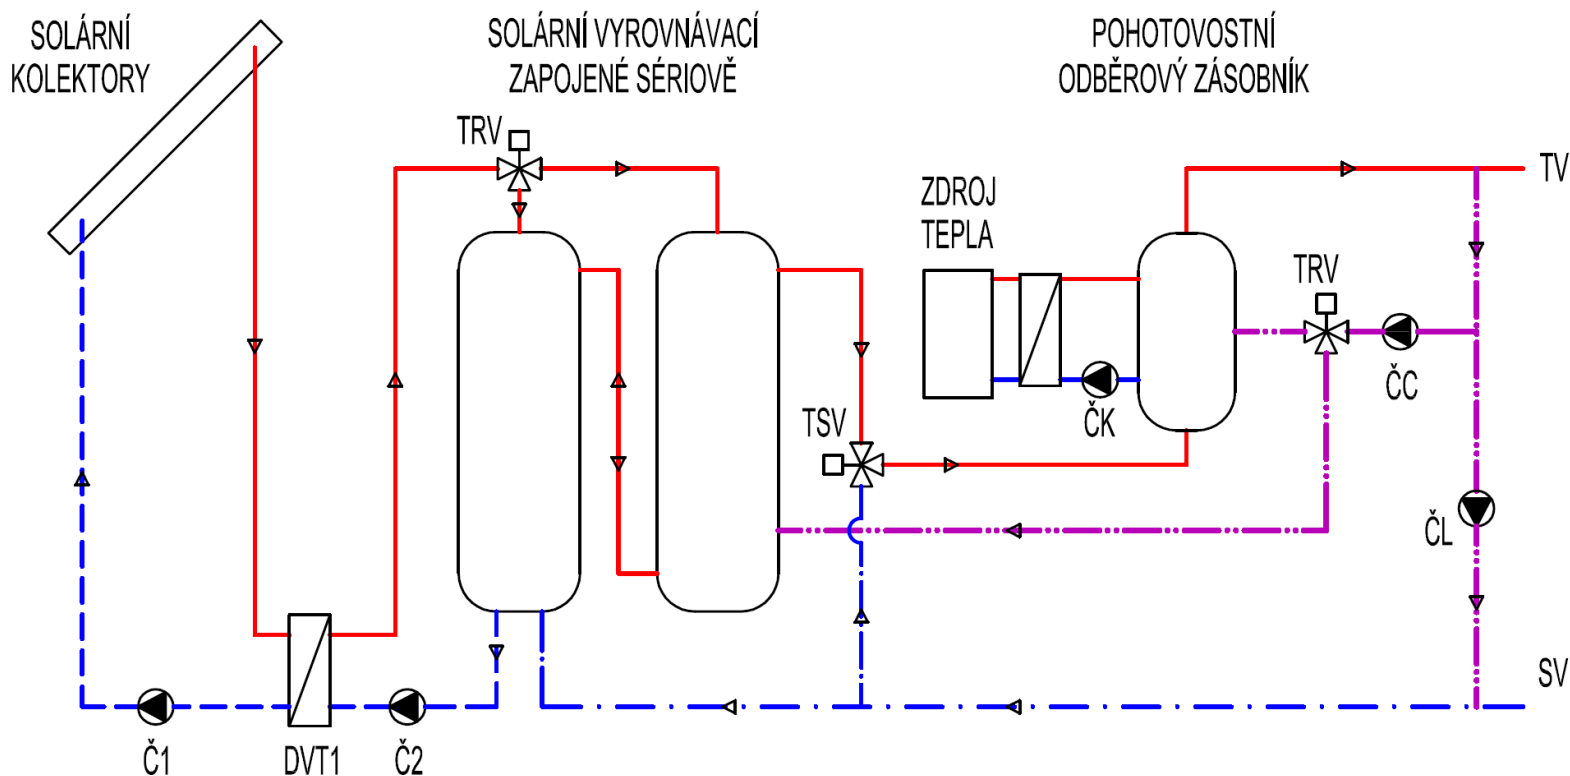 SOLÁRNÍ
KOLEKTORY
SOLÁRNÍ VYROVNÁVACÍ
ZAPOJENÉ SÉRIOVĚ
POHOTOVOSTNÍ
ODBĚROVÝ ZÁSOBNÍK
TRV
TV
ZDROJ
TEPLA
TRV
ČC
ČK
TSV
ČL
SV
Č1
DVT1
Č2